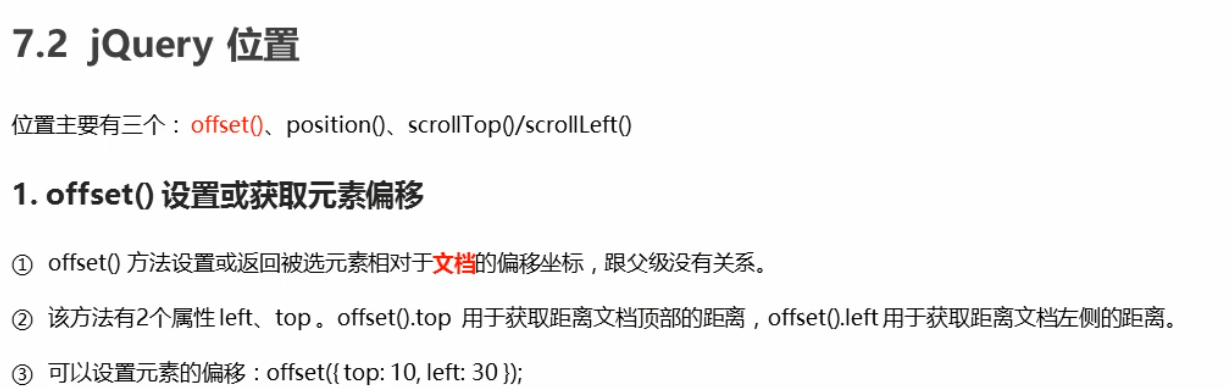 7.2 jQuery 位置
位置主要有三个：offset()、position()、scrollTop()/scrollLeft()
1. offset() 设置或获取元素偏移
① offset() 方法设置或返回被选元素相对于文档的偏移坐标，跟父级没有关系。
② 该方法有2个属性 left、top 。offset().top 用于获取距离文档顶部的距离，offset().left 用于获取距离文档左侧的距离。
③ 可以设置元素的偏移：offset({ top: 10, left: 30 });